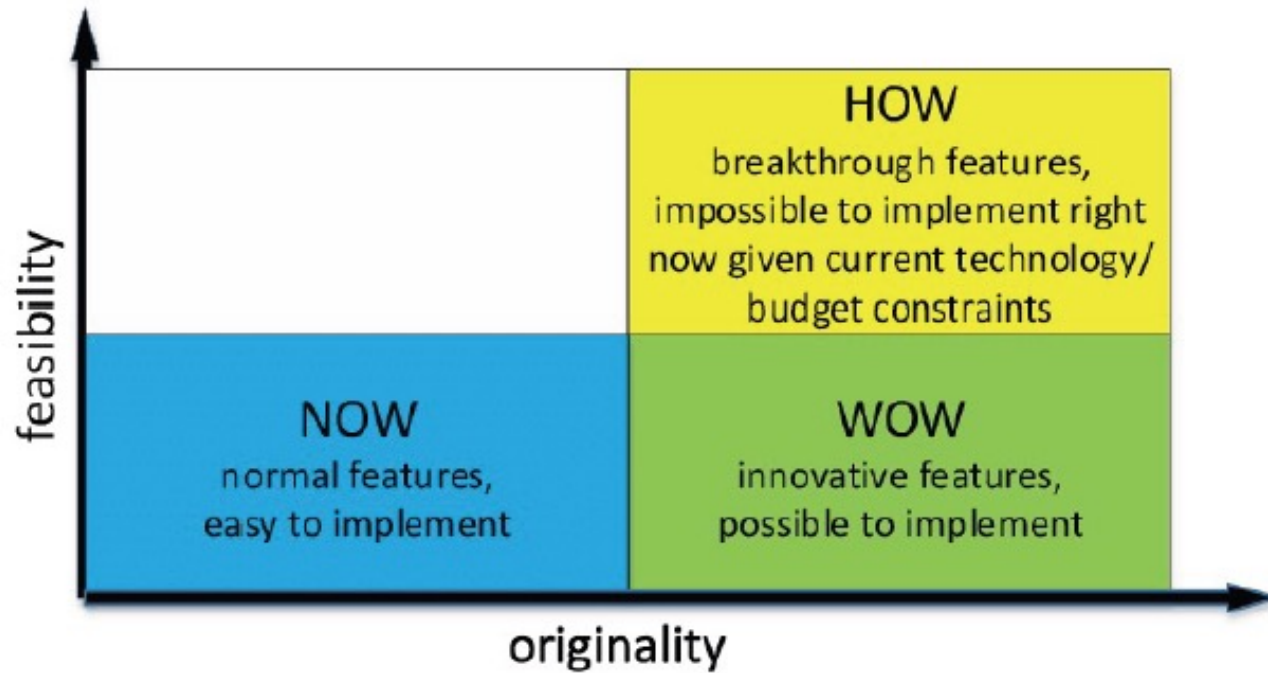 feasibility
HOW
breakthrough features,
impossible to implement right
now given current technology/
budget constraints
NOW
normal features,
easy to implement
WOW
innovative features,
possible to implement
originality